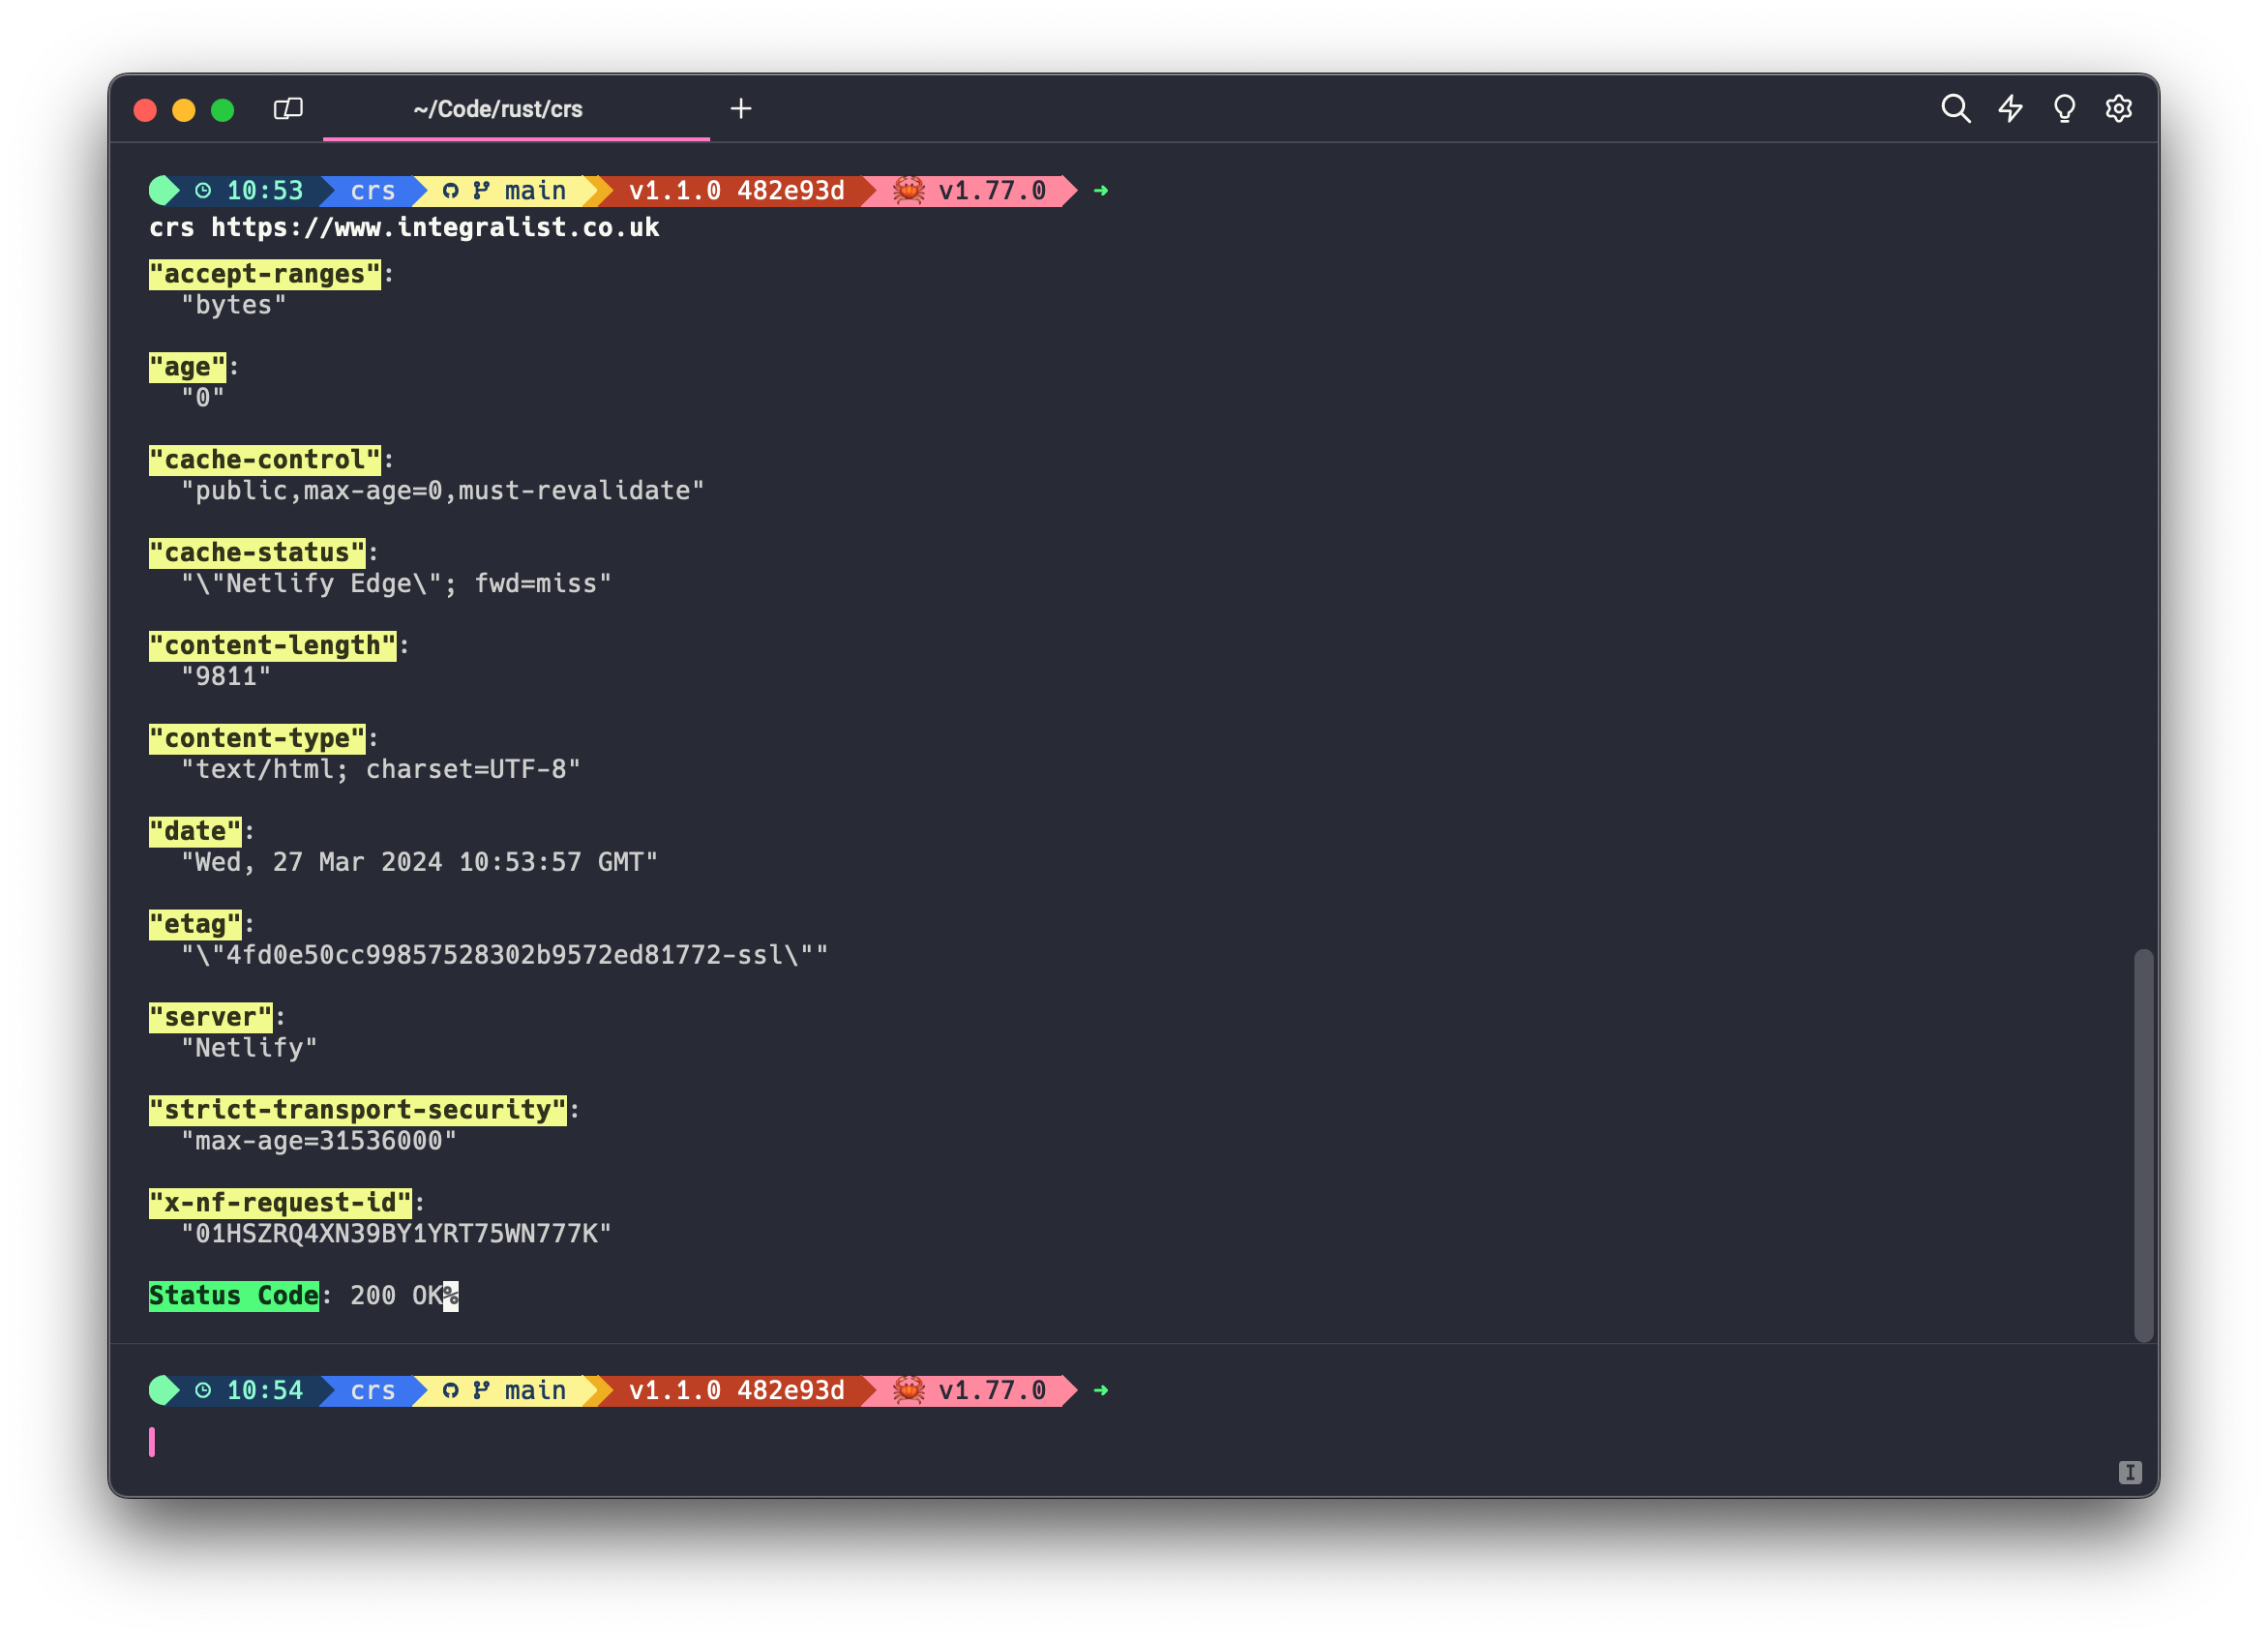 ~/Code/rust/crs
10:53 crs main v1.1.0 482e93d v1.77.0 ➜
crs https://www.integralist.co.uk
"accept-ranges":
"bytes"
"age":
"0"
"cache-control":
"public,max-age=0,must-revalidate"
"cache-status":
"\"Netlify Edge\"; fwd=miss"
"content-length":
"9811"
"content-type":
"text/html; charset=UTF-8"
"date":
"Wed, 27 Mar 2024 10:53:57 GMT"
"etag":
"\"4fd0e50cc99857528302b9572ed81772-ssl\""
"server":
"Netlify"
"strict-transport-security":
"max-age=31536000"
"x-nf-request-id":
"01HSZRQ4XN39BY1YRT75WN777K"
Status Code: 200 OK%
10:54 crs main v1.1.0 482e93d v1.77.0 ➜
I